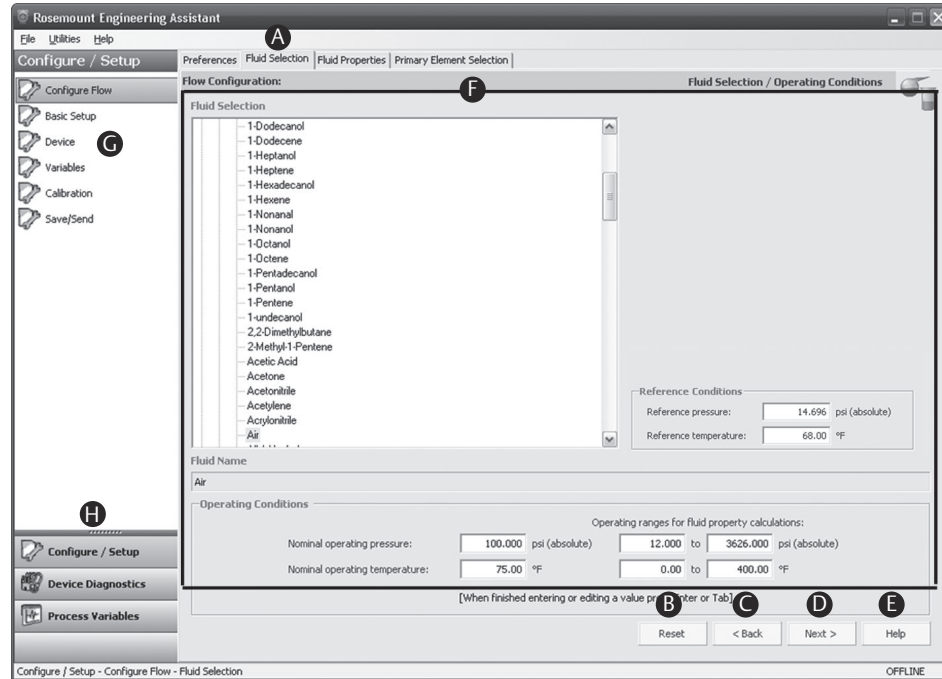 Rosemount Engineering Assistant
File Utilities Help
A
Configure / Setup
Preferences Fluid Selection Fluid Properties Primary Element Selection
Flow Configuration:
F
Fluid Selection / Operating Conditions
Configure Flow
Basic Setup
Device
G
Variables
Calibration
Save/Send
Fluid Selection
1-Dodecanol
1-Dodecene
1-Heptanol
1-Heptene
1-Hexadecanol
1-Hexene
1-Nonanal
1-Nonanol
1-Octanol
1-Octene
1-Pentadecanol
1-Pentanol
1-Pentene
1-undecanol
2,2-Dimethylbutane
2-Methyl-1-Pentene
Acetic Acid
Acetone
Acetonitrile
Acetylene
Acrylonitrile
Air
Reference Conditions
Reference pressure: 14.696 psi (absolute)
Reference temperature: 68.00 °F
Fluid Name
Air
Operating Conditions
Operating ranges for fluid property calculations:
Nominal operating pressure: 100.000 psi (absolute) 12.000 to 3626.000 psi (absolute)
Nominal operating temperature: 75.00 °F 0.00 to 400.00 °F
[When finished entering or editing a value Enter or Tab]
H
Configure / Setup
Device Diagnostics
Process Variables
B C D E
Reset < Back Next > Help
Configure / Setup - Configure Flow - Fluid Selection
OFFLINE